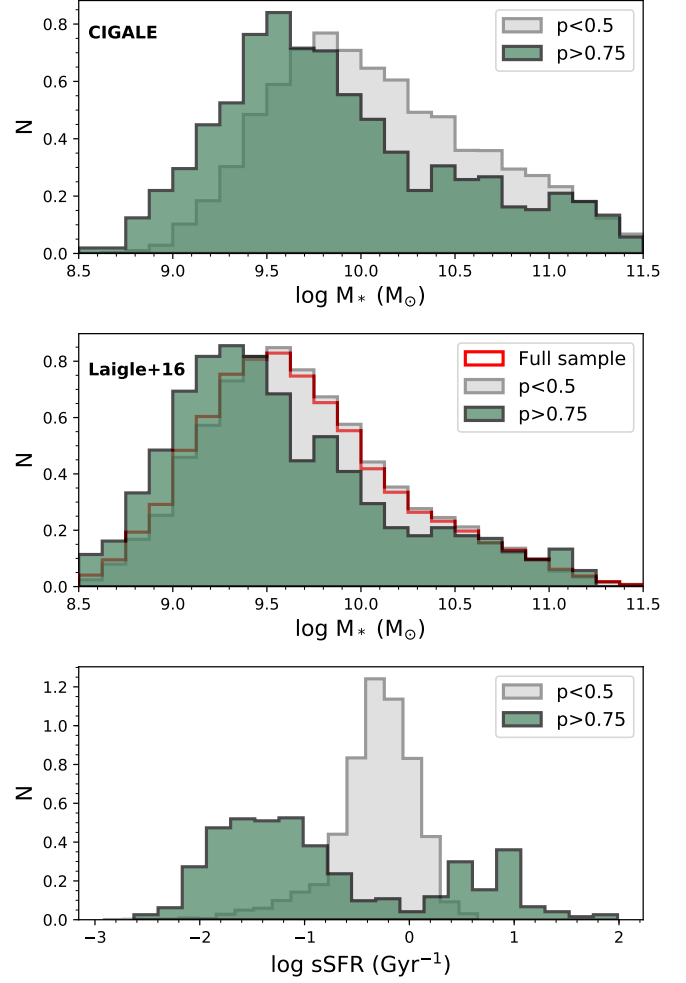 CIGALE
p<0.5
p>0.75
N
0.8
0.6
0.4
0.2
0.0
8.5 9.0 9.5 10.0 10.5 11.0 11.5
log M* (M⊙)
Laigle+16
Full sample
p<0.5
p>0.75
N
0.8
0.6
0.4
0.2
0.0
8.5 9.0 9.5 10.0 10.5 11.0 11.5
log M* (M⊙)
p<0.5
p>0.75
N
1.2
1.0
0.8
0.6
0.4
0.2
0.0
−3 −2 −1 0 1 2
log sSFR (Gyr⁻¹)